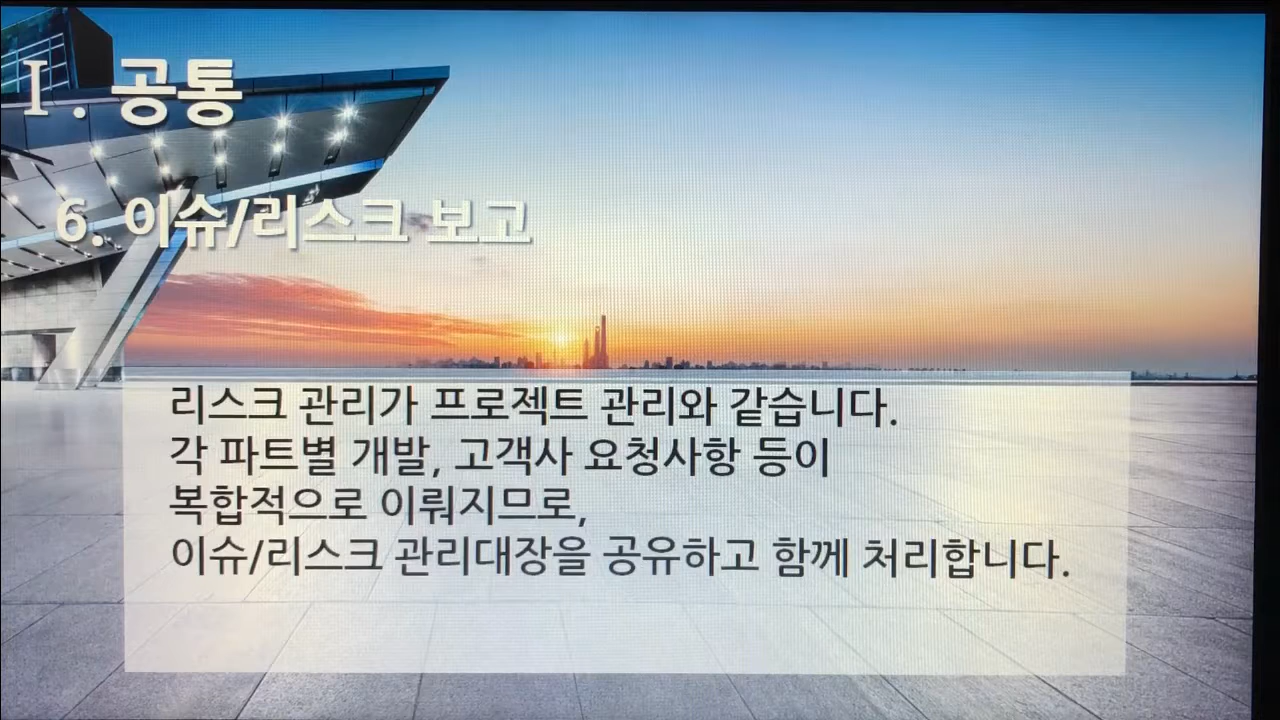 Ⅰ. 공통
6. 이슈/리스크 보고
리스크 관리가 프로젝트 관리와 같습니다.
각 파트별 개발, 고객사 요청사항 등이
복합적으로 이뤄지므로,
이슈/리스크 관리대장을 공유하고 함께 처리합니다.